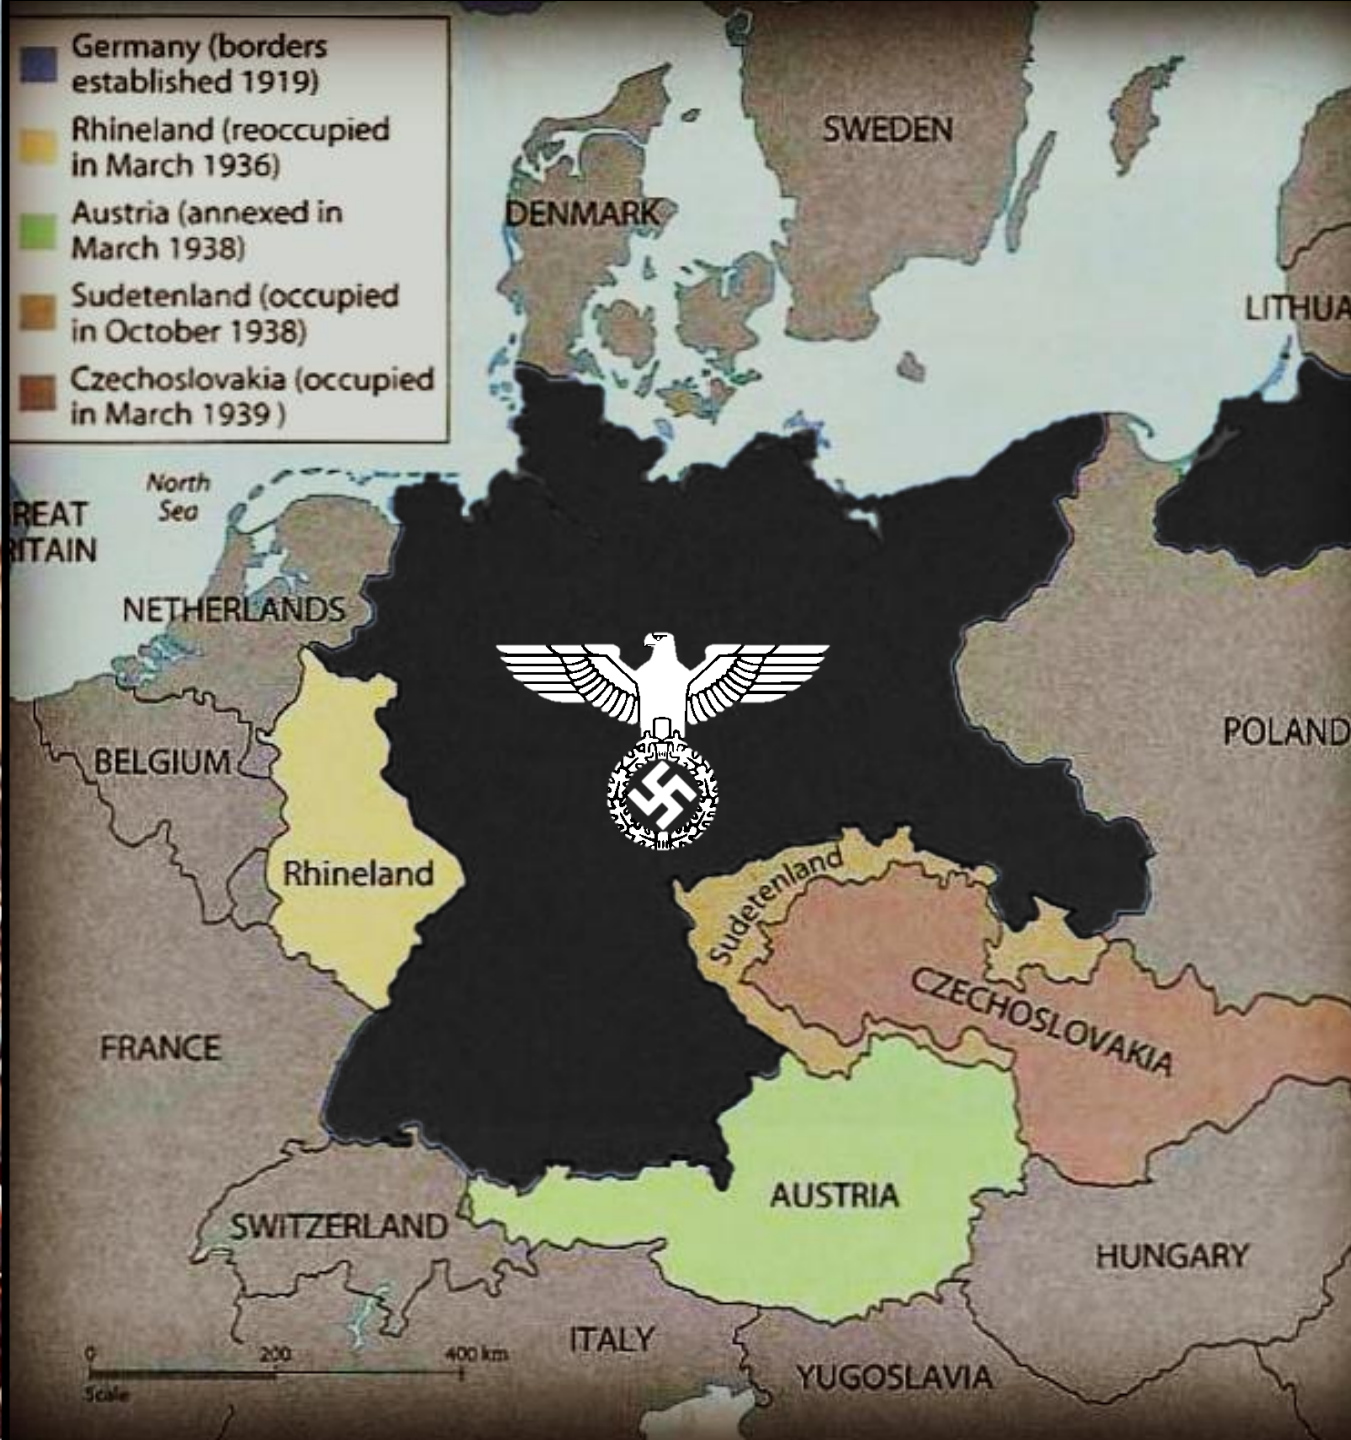 Germany (borders
established 1919)
Rhineland (reoccupied
in March 1936)
Austria (annexed in
March 1938)
Sudetenland (occupied
in October 1938)
Czechoslovakia (occupied
in March 1939 )
SWEDEN
DENMARK
LITHUA
North
Sea
REAT
RITAIN
NETHERLANDS
POLAND
BELGIUM
Rhineland
Sudetenland
CZECHOSLOVAKIA
FRANCE
AUSTRIA
SWITZERLAND
HUNGARY
ITALY
YUGOSLAVIA
0 200 400 km
Scale